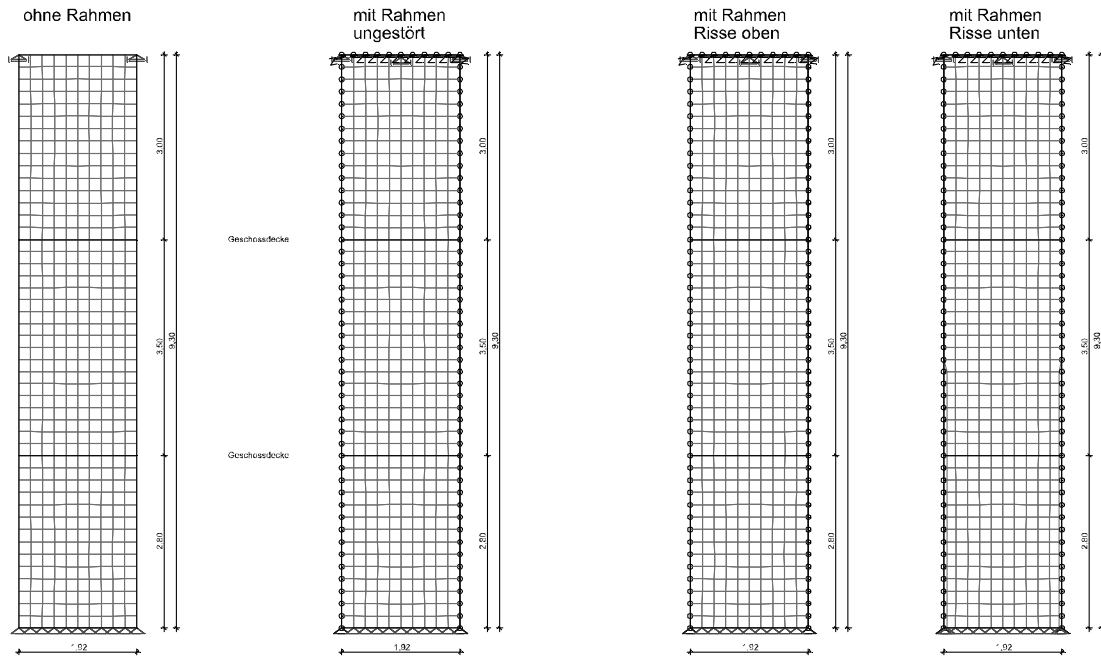 ohne Rahmen
mit Rahmen
ungestört
mit Rahmen
Risse oben
mit Rahmen
Risse unten
3.00
3.00
3.00
3.00
Geschossdecke
3.50
9.30
3.50
9.30
3.50
9.30
3.50
9.30
Geschossdecke
2.80
2.80
2.80
2.80
1.92
1.92
1.92
1.92